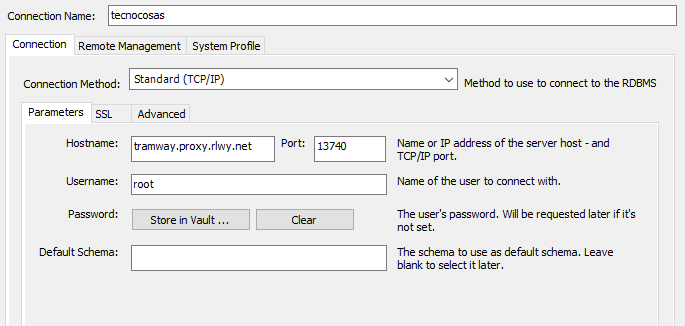 Connection Name: tecnocosas
Connection Remote Management System Profile
Connection Method: Standard (TCP/IP) Method to use to connect to the RDBMS
Parameters SSL Advanced
Hostname: tramway.proxy.rlwy.net Port: 13740 Name or IP address of the server host - and
TCP/IP port.
Username: root Name of the user to connect with.
Password: Store in Vault ... Clear The user's password. Will be requested later if it's
not set.
Default Schema: The schema to use as default schema. Leave
blank to select it later.